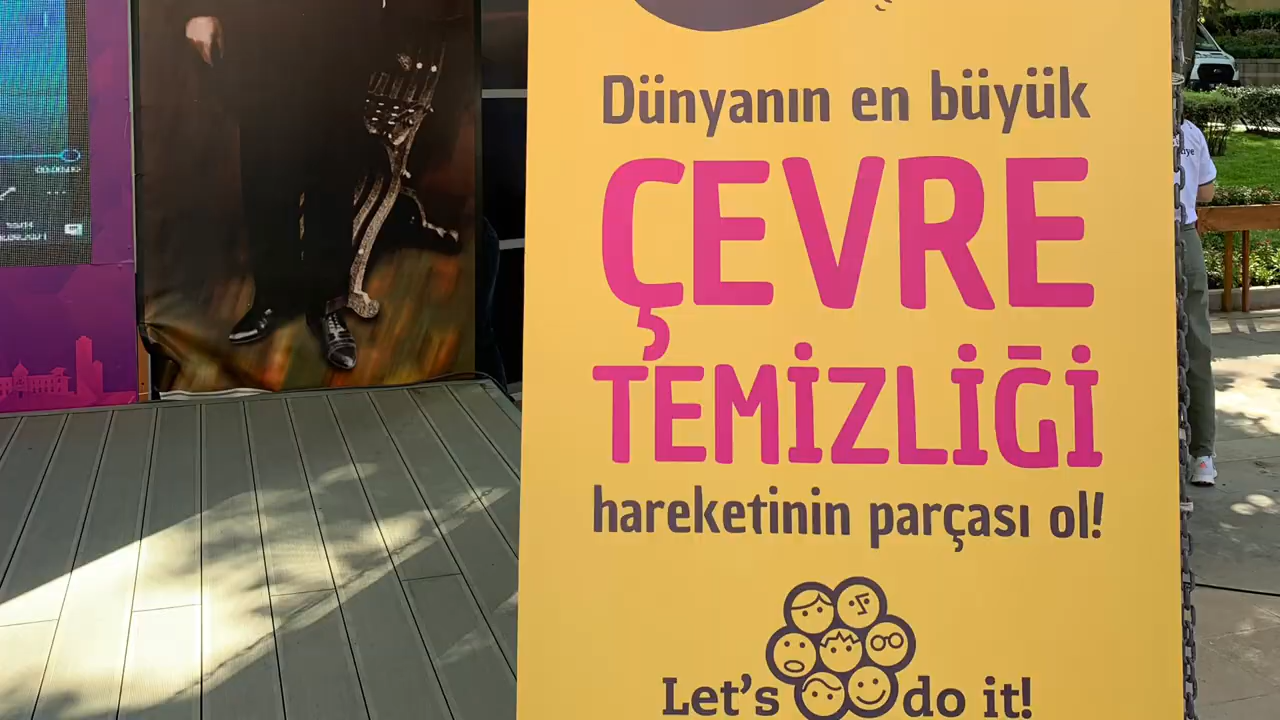 Dünyanın en büyük
ÇEVRE
TEMİZLİĞİ
hareketinin parçası ol!
Let's do it!